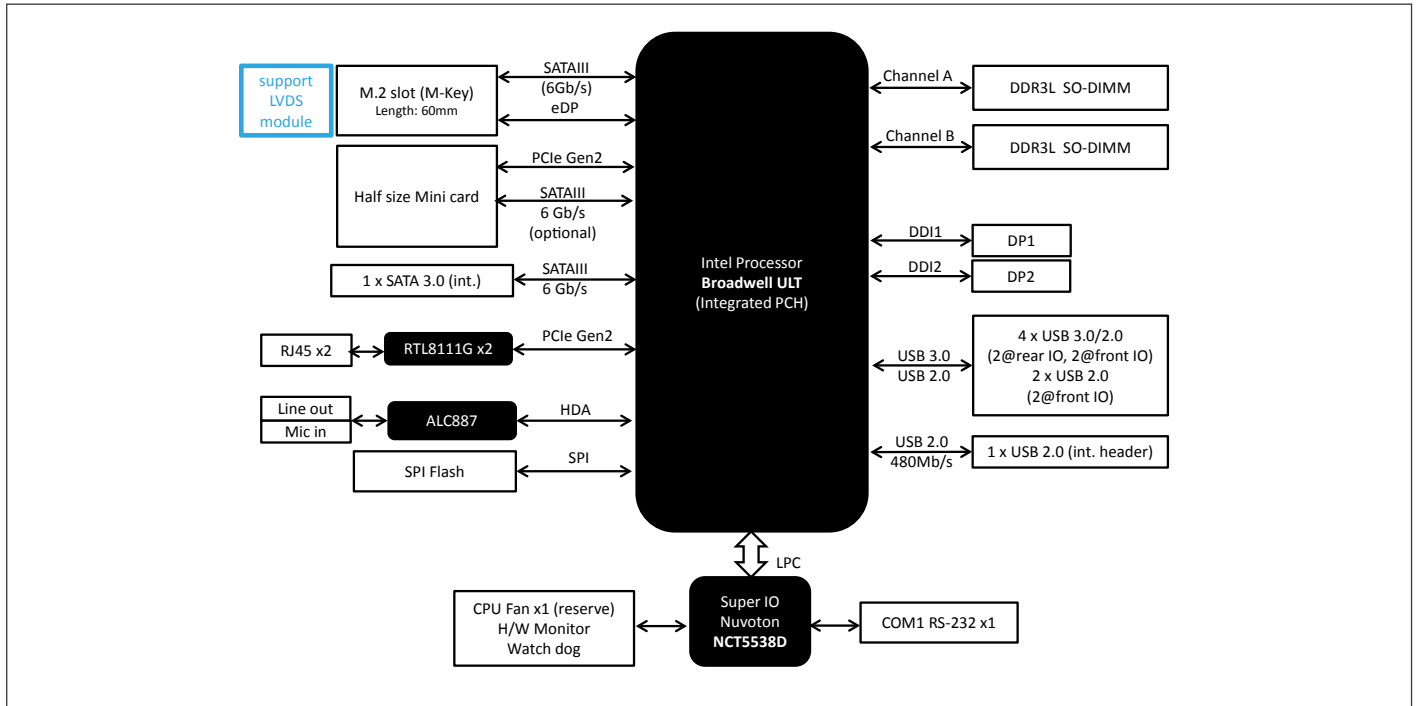 support
LVDS
module
M.2 slot (M-Key)
Length: 60mm
SATAIII
(6Gb/s)
eDP
Half size Mini card
PCIe Gen2
SATAIII
6 Gb/s
(optional)
1 x SATA 3.0 (int.)
SATAIII
6 Gb/s
RJ45 x2
RTL8111G x2
PCIe Gen2
Line out
Mic in
ALC887
HDA
SPI Flash
SPI
Intel Processor
Broadwell ULT
(Integrated PCH)
Channel A
DDR3L SO-DIMM
Channel B
DDR3L SO-DIMM
DDI1
DP1
DDI2
DP2
USB 3.0
USB 2.0
4 x USB 3.0/2.0
(2@rear IO, 2@front IO)
2 x USB 2.0
(2@front IO)
USB 2.0
480Mb/s
1 x USB 2.0 (int. header)
LPC
CPU Fan x1 (reserve)
H/W Monitor
Watch dog
Super IO
Nuvoton
NCT5538D
COM1 RS-232 x1